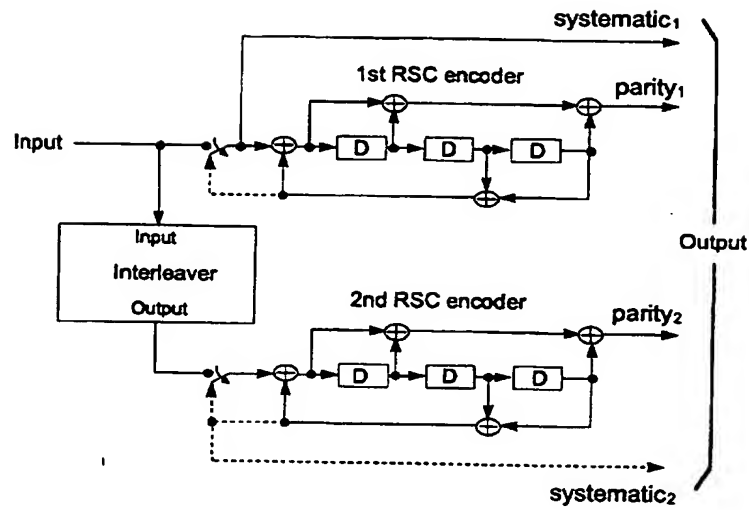 systematic₁
1st RSC encoder
parity₁
Input
D
D
D
Input
Interleaver
Output
Output
2nd RSC encoder
parity₂
D
D
D
systematic₂